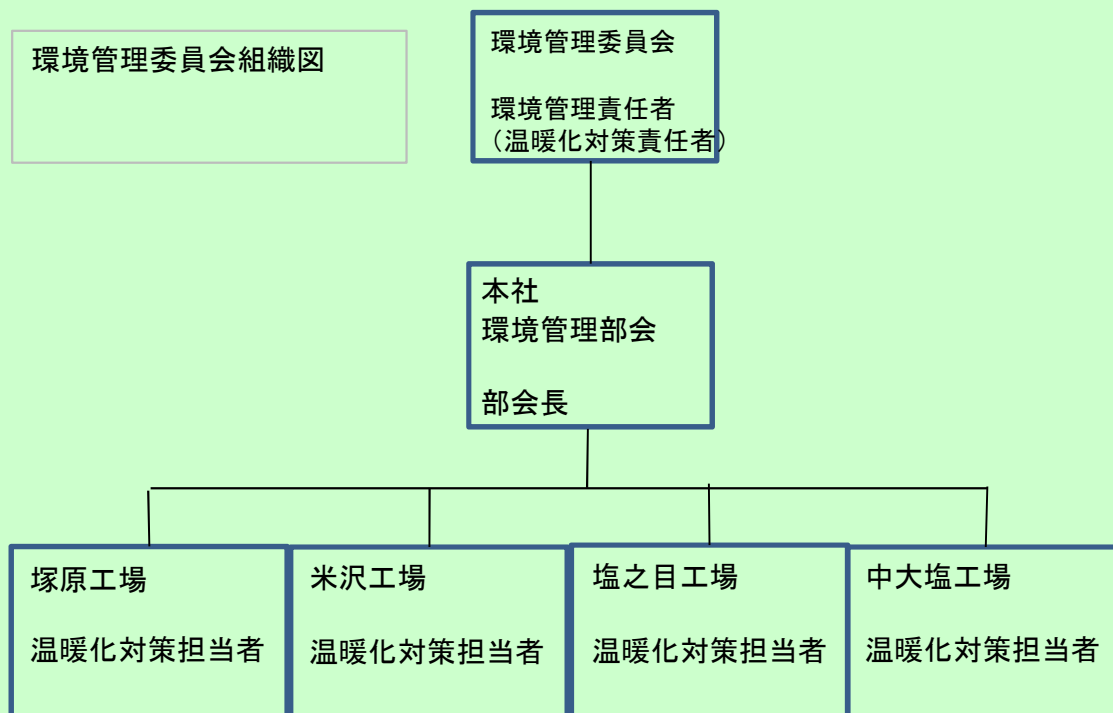 環境管理委員会組織図
環境管理委員会
環境管理責任者
（温暖化対策責任者）
本社
環境管理部会
部会長
塚原工場
温暖化対策担当者
米沢工場
温暖化対策担当者
塩之目工場
温暖化対策担当者
中大塩工場
温暖化対策担当者